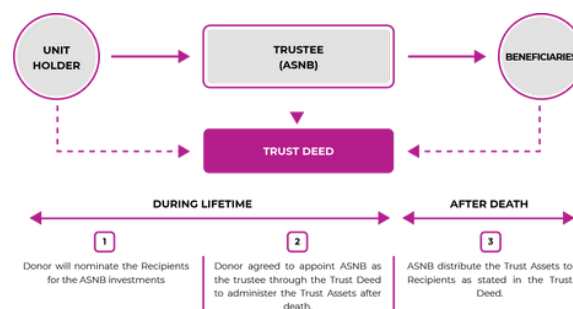 UNIT
HOLDER
TRUSTEE
(ASNB)
BENEFICIARIES
TRUST DEED
DURING LIFETIME
AFTER DEATH
1
2
3
Donor will nominate the Recipients
for the ASNB investments
Donor agreed to appoint ASNB as
the trustee through the Trust Deed
to administer the Trust Assets after
death.
ASNB distribute the Trust Assets to
Recipients as stated in the Trust
Deed.